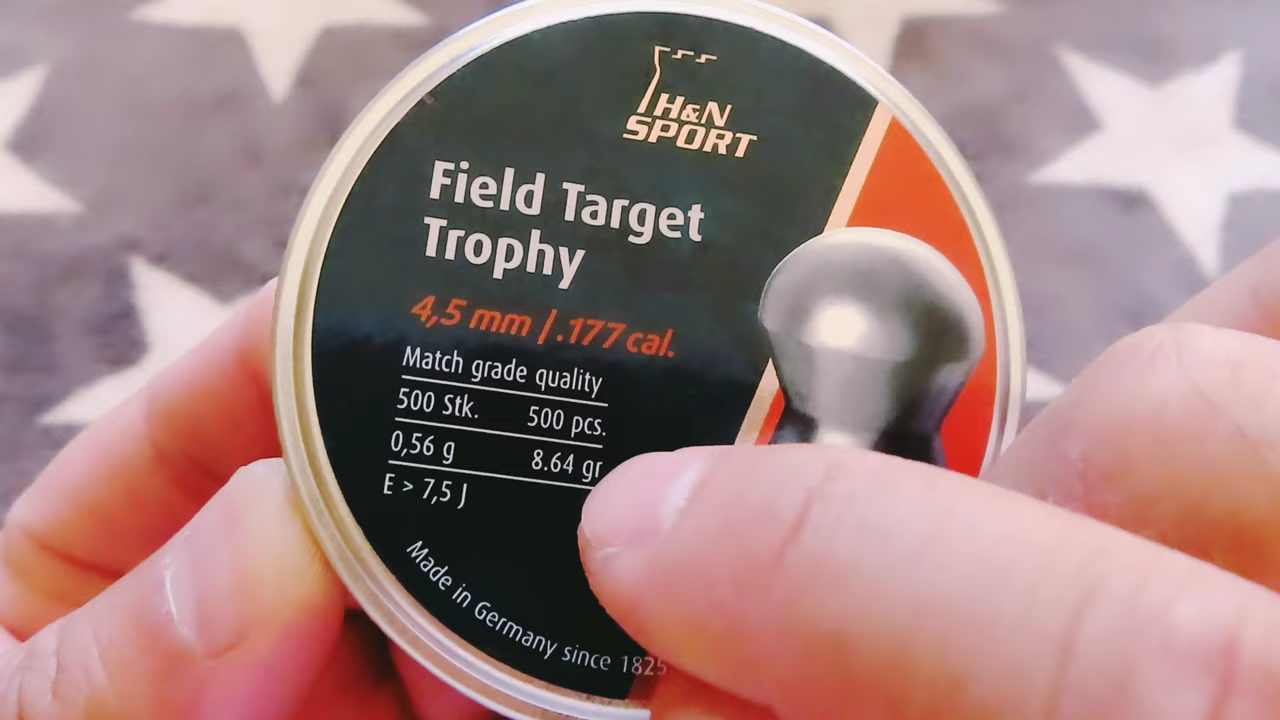 H&N
SPORT
Field Target
Trophy
4,5 mm / .177 cal.
Match grade quality
500 Stk. 500 pcs.
0,56 g 8.64 gr
E > 7,5 J
Made in Germany since 1825